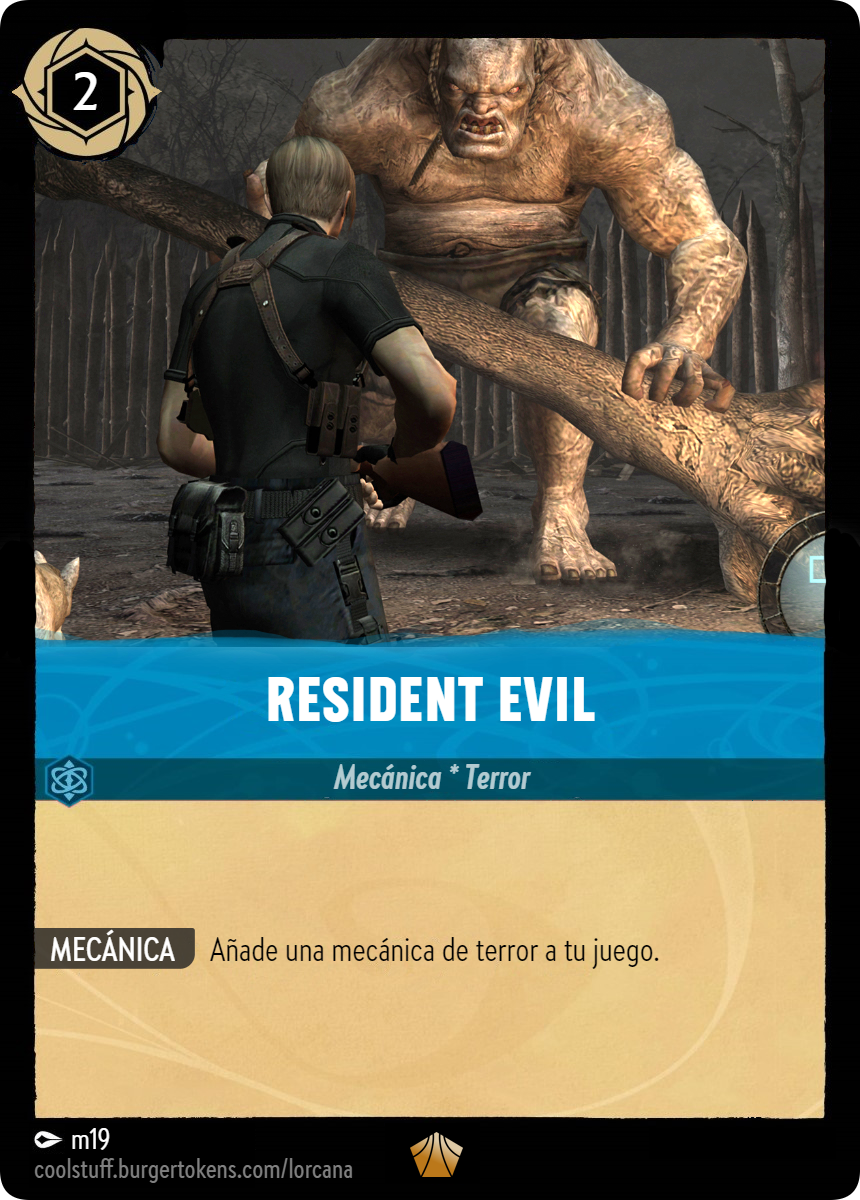 2
RESIDENT EVIL
Mecánica * Terror
MECÁNICA Añade una mecánica de terror a tu juego.
m19
coolstuff.burgertokens.com/lorcana